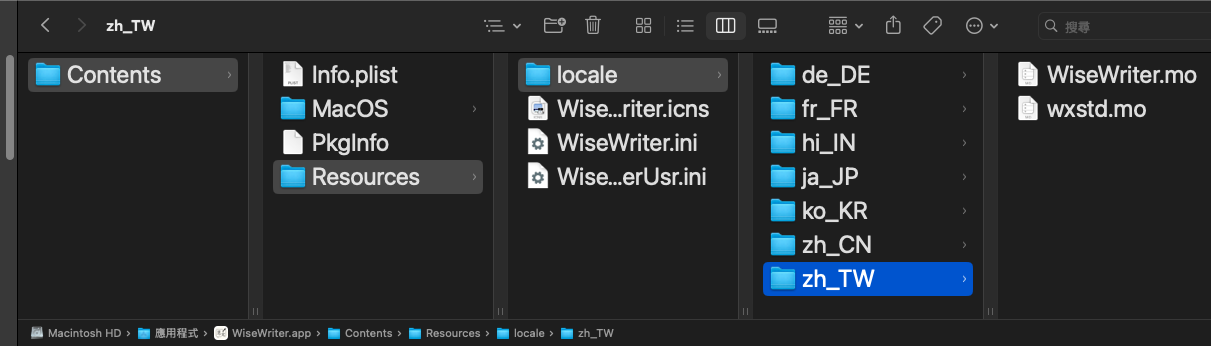 zh_TW
搜尋
Contents
Info.plist
MacOS
PkgInfo
Resources
locale
Wise...riter.icns
WiseWriter.ini
Wise...erUsr.ini
de_DE
fr_FR
hi_IN
ja_JP
ko_KR
zh_CN
zh_TW
WiseWriter.mo
wxstd.mo
Macintosh HD › 應用程式 › WiseWriter.app › Contents › Resources › locale › zh_TW